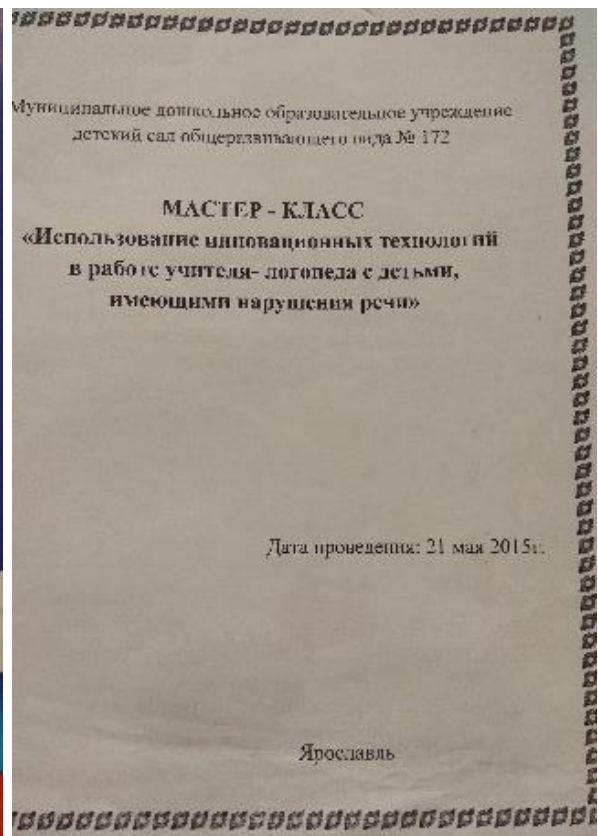 Муниципальное дошкольное образовательное учреждение
детский сад общеразвивающего вида № 172
МАСТЕР - КЛАСС
«Использование инновационных технологий
в работе учителя- логопеда с детьми,
имеющими нарушения речи»
Дата проведения: 21 мая 2015г.
Ярославль